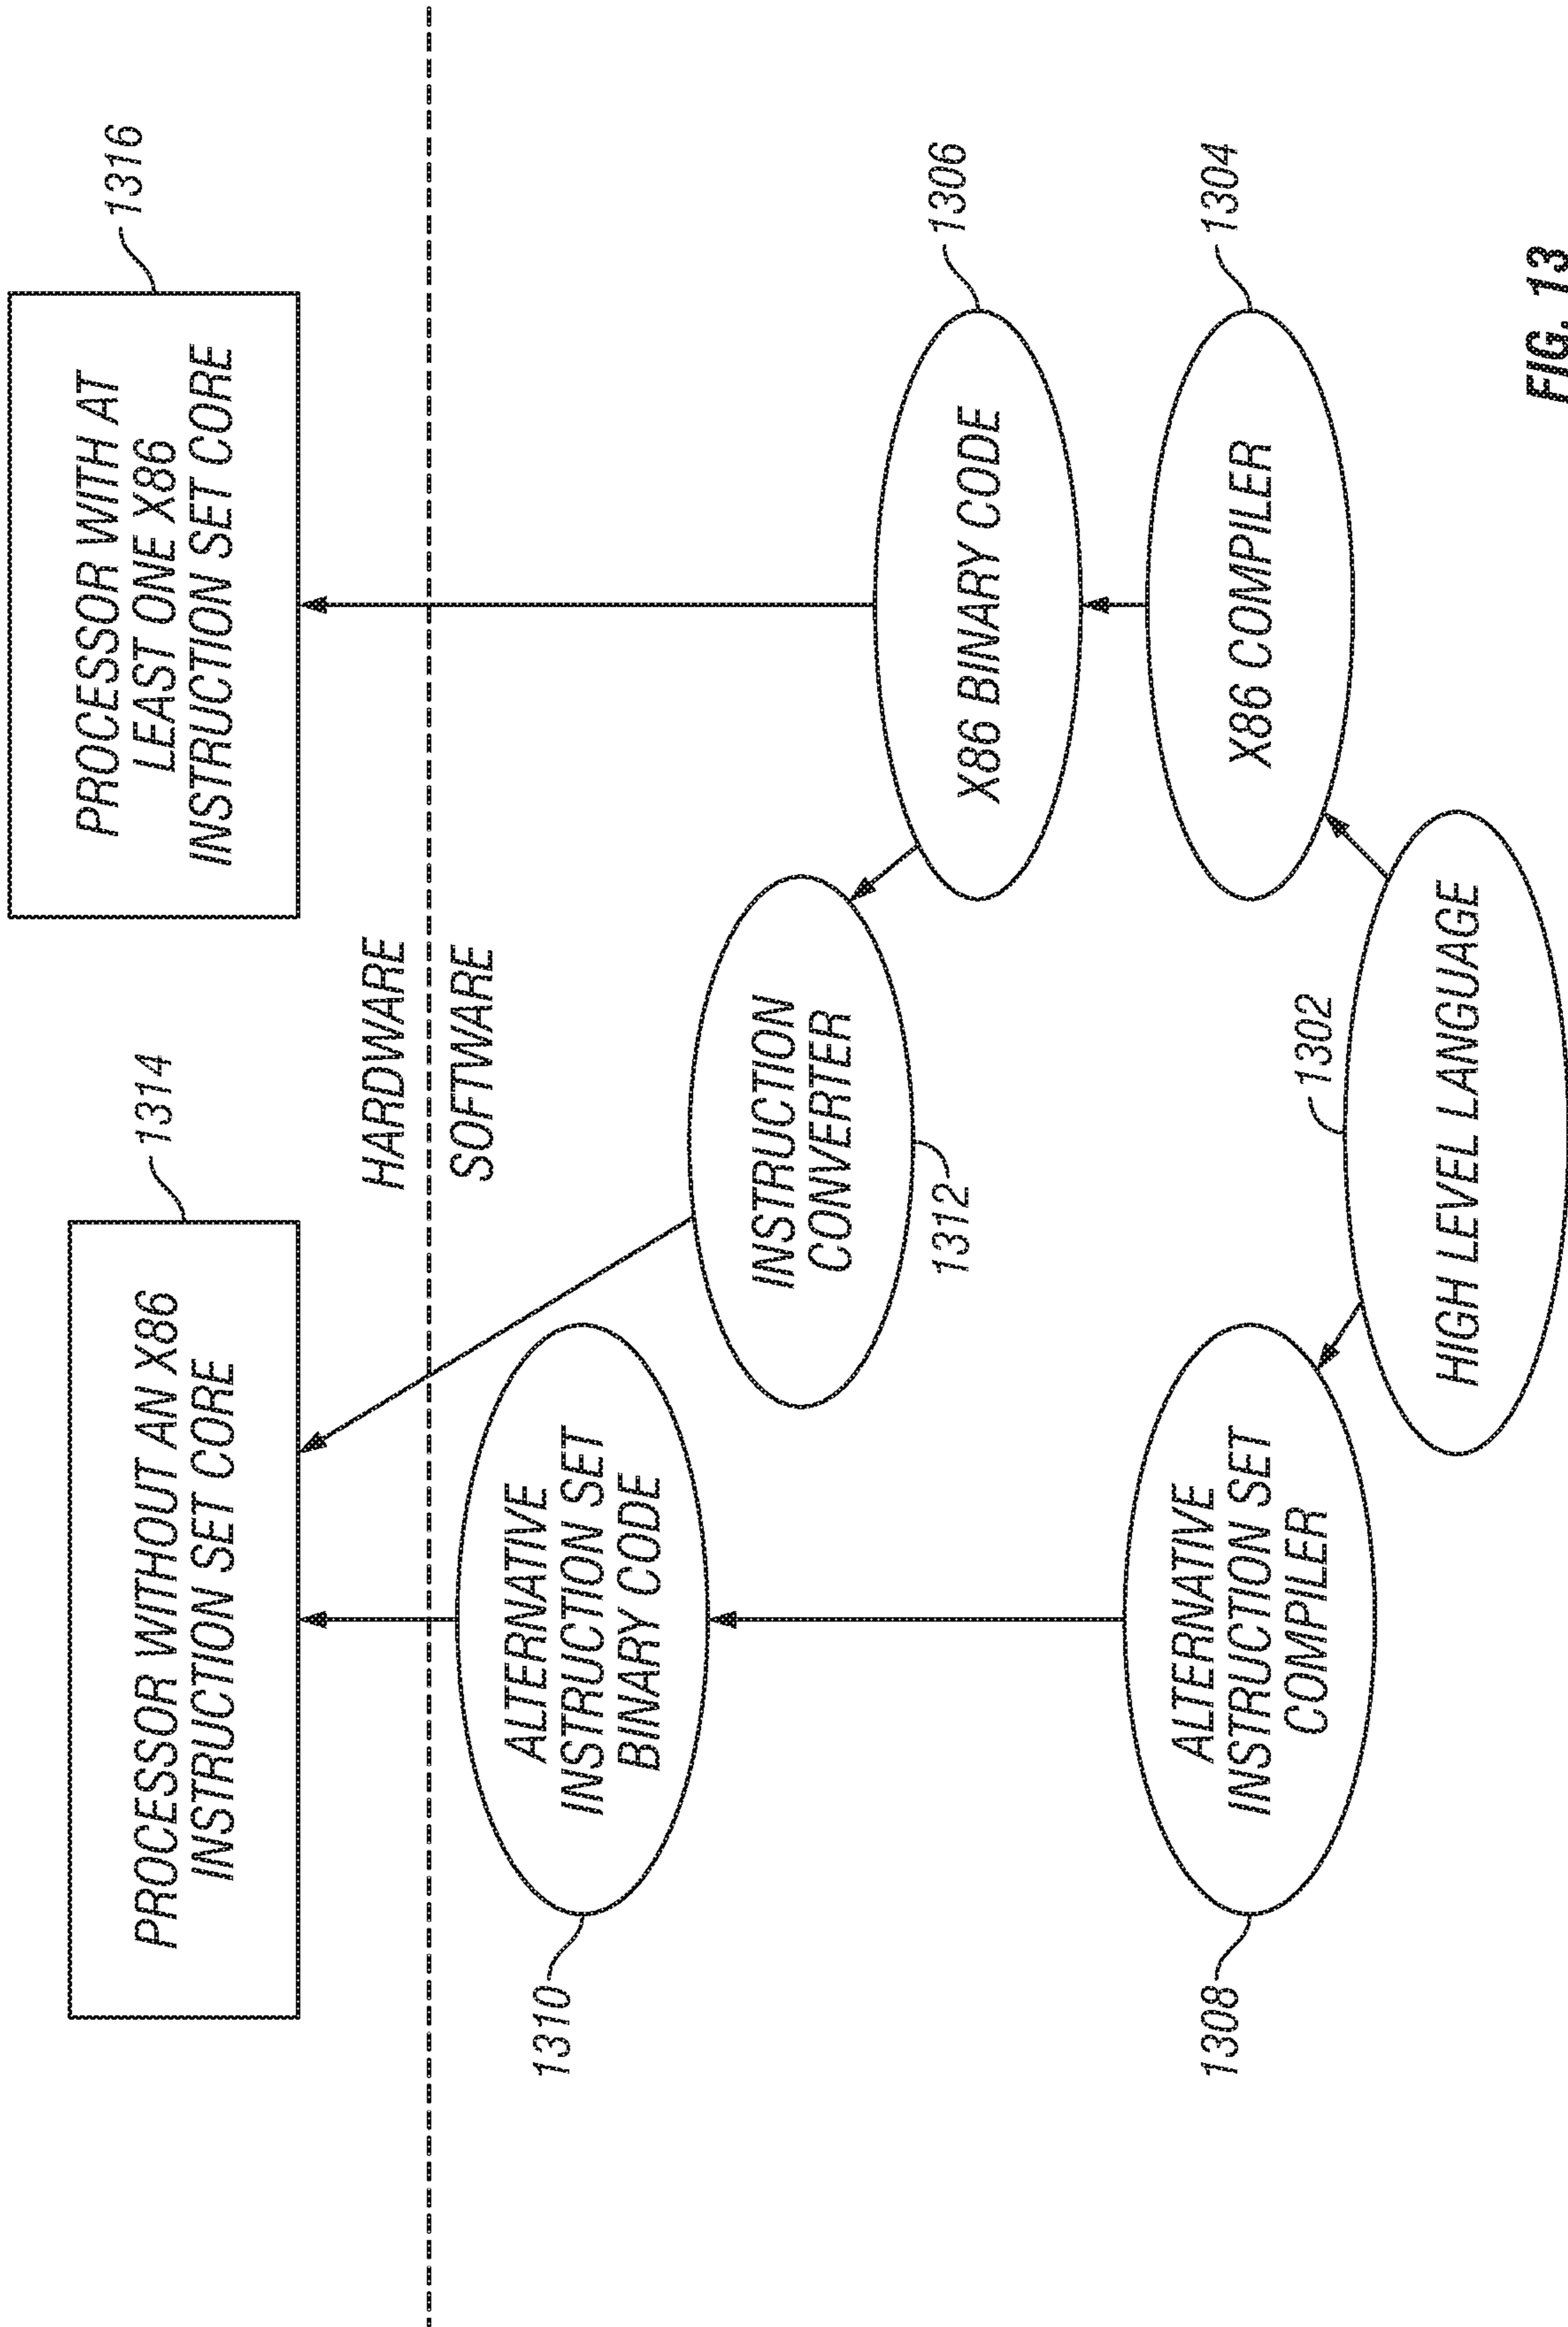 PROCESSOR WITHOUT AN X86
INSTRUCTION SET CORE
1314
PROCESSOR WITH AT
LEAST ONE X86
INSTRUCTION SET CORE
1316
HARDWARE
SOFTWARE
1310
ALTERNATIVE
INSTRUCTION SET
BINARY CODE
INSTRUCTION
CONVERTER
1312
X86 BINARY CODE
1306
1308
ALTERNATIVE
INSTRUCTION SET
COMPILER
X86 COMPILER
1304
1302
HIGH LEVEL LANGUAGE
FIG. 13